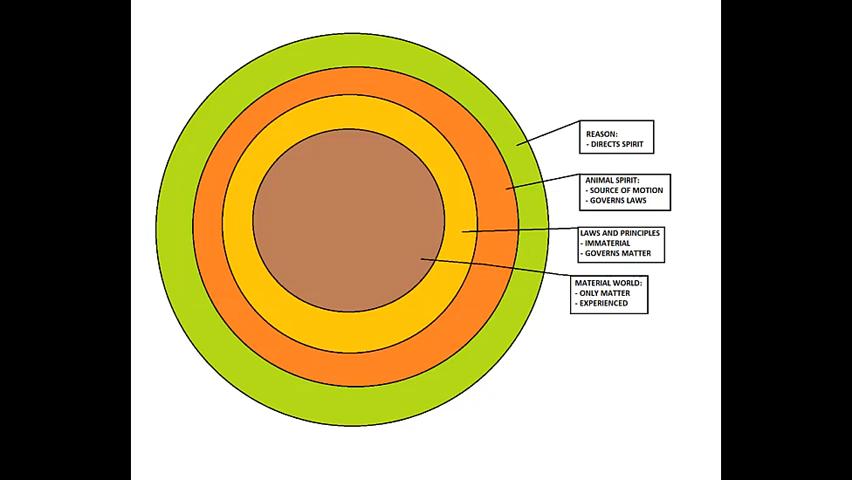 REASON:
- DIRECTS SPIRIT
ANIMAL SPIRIT:
- SOURCE OF MOTION
- GOVERNS LAWS
LAWS AND PRINCIPLES
- IMMATERIAL
- GOVERNS MATTER
MATERIAL WORLD:
- ONLY MATTER
- EXPERIENCED